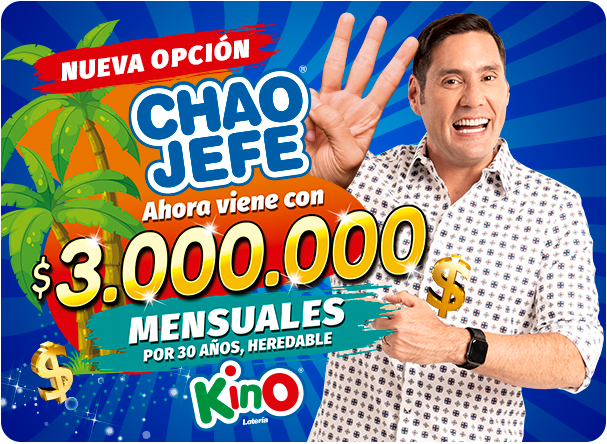 NUEVA OPCIÓN
CHAO
JEFE®
Ahora viene con
$3.000.000
MENSUALES
POR 30 AÑOS, HEREDABLE
KinO®
Lotería